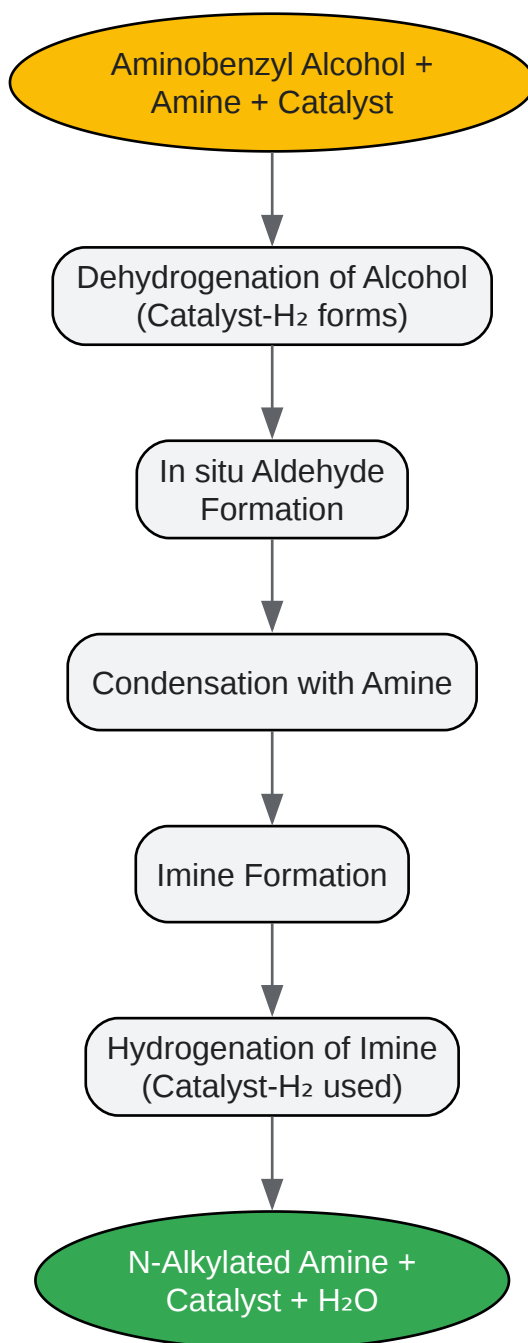 Aminobenzyl Alcohol +
Amine + Catalyst
Dehydrogenation of Alcohol
(Catalyst-H₂ forms)
In situ Aldehyde
Formation
Condensation with Amine
Imine Formation
Hydrogenation of Imine
(Catalyst-H₂ used)
N-Alkylated Amine +
Catalyst + H₂O